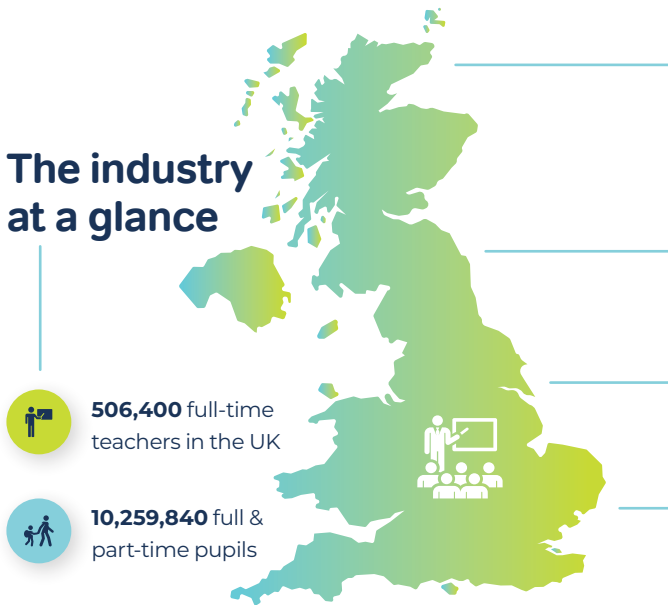 The industry
at a glance
506,400 full-time
teachers in the UK
10,259,840 full &
part-time pupils